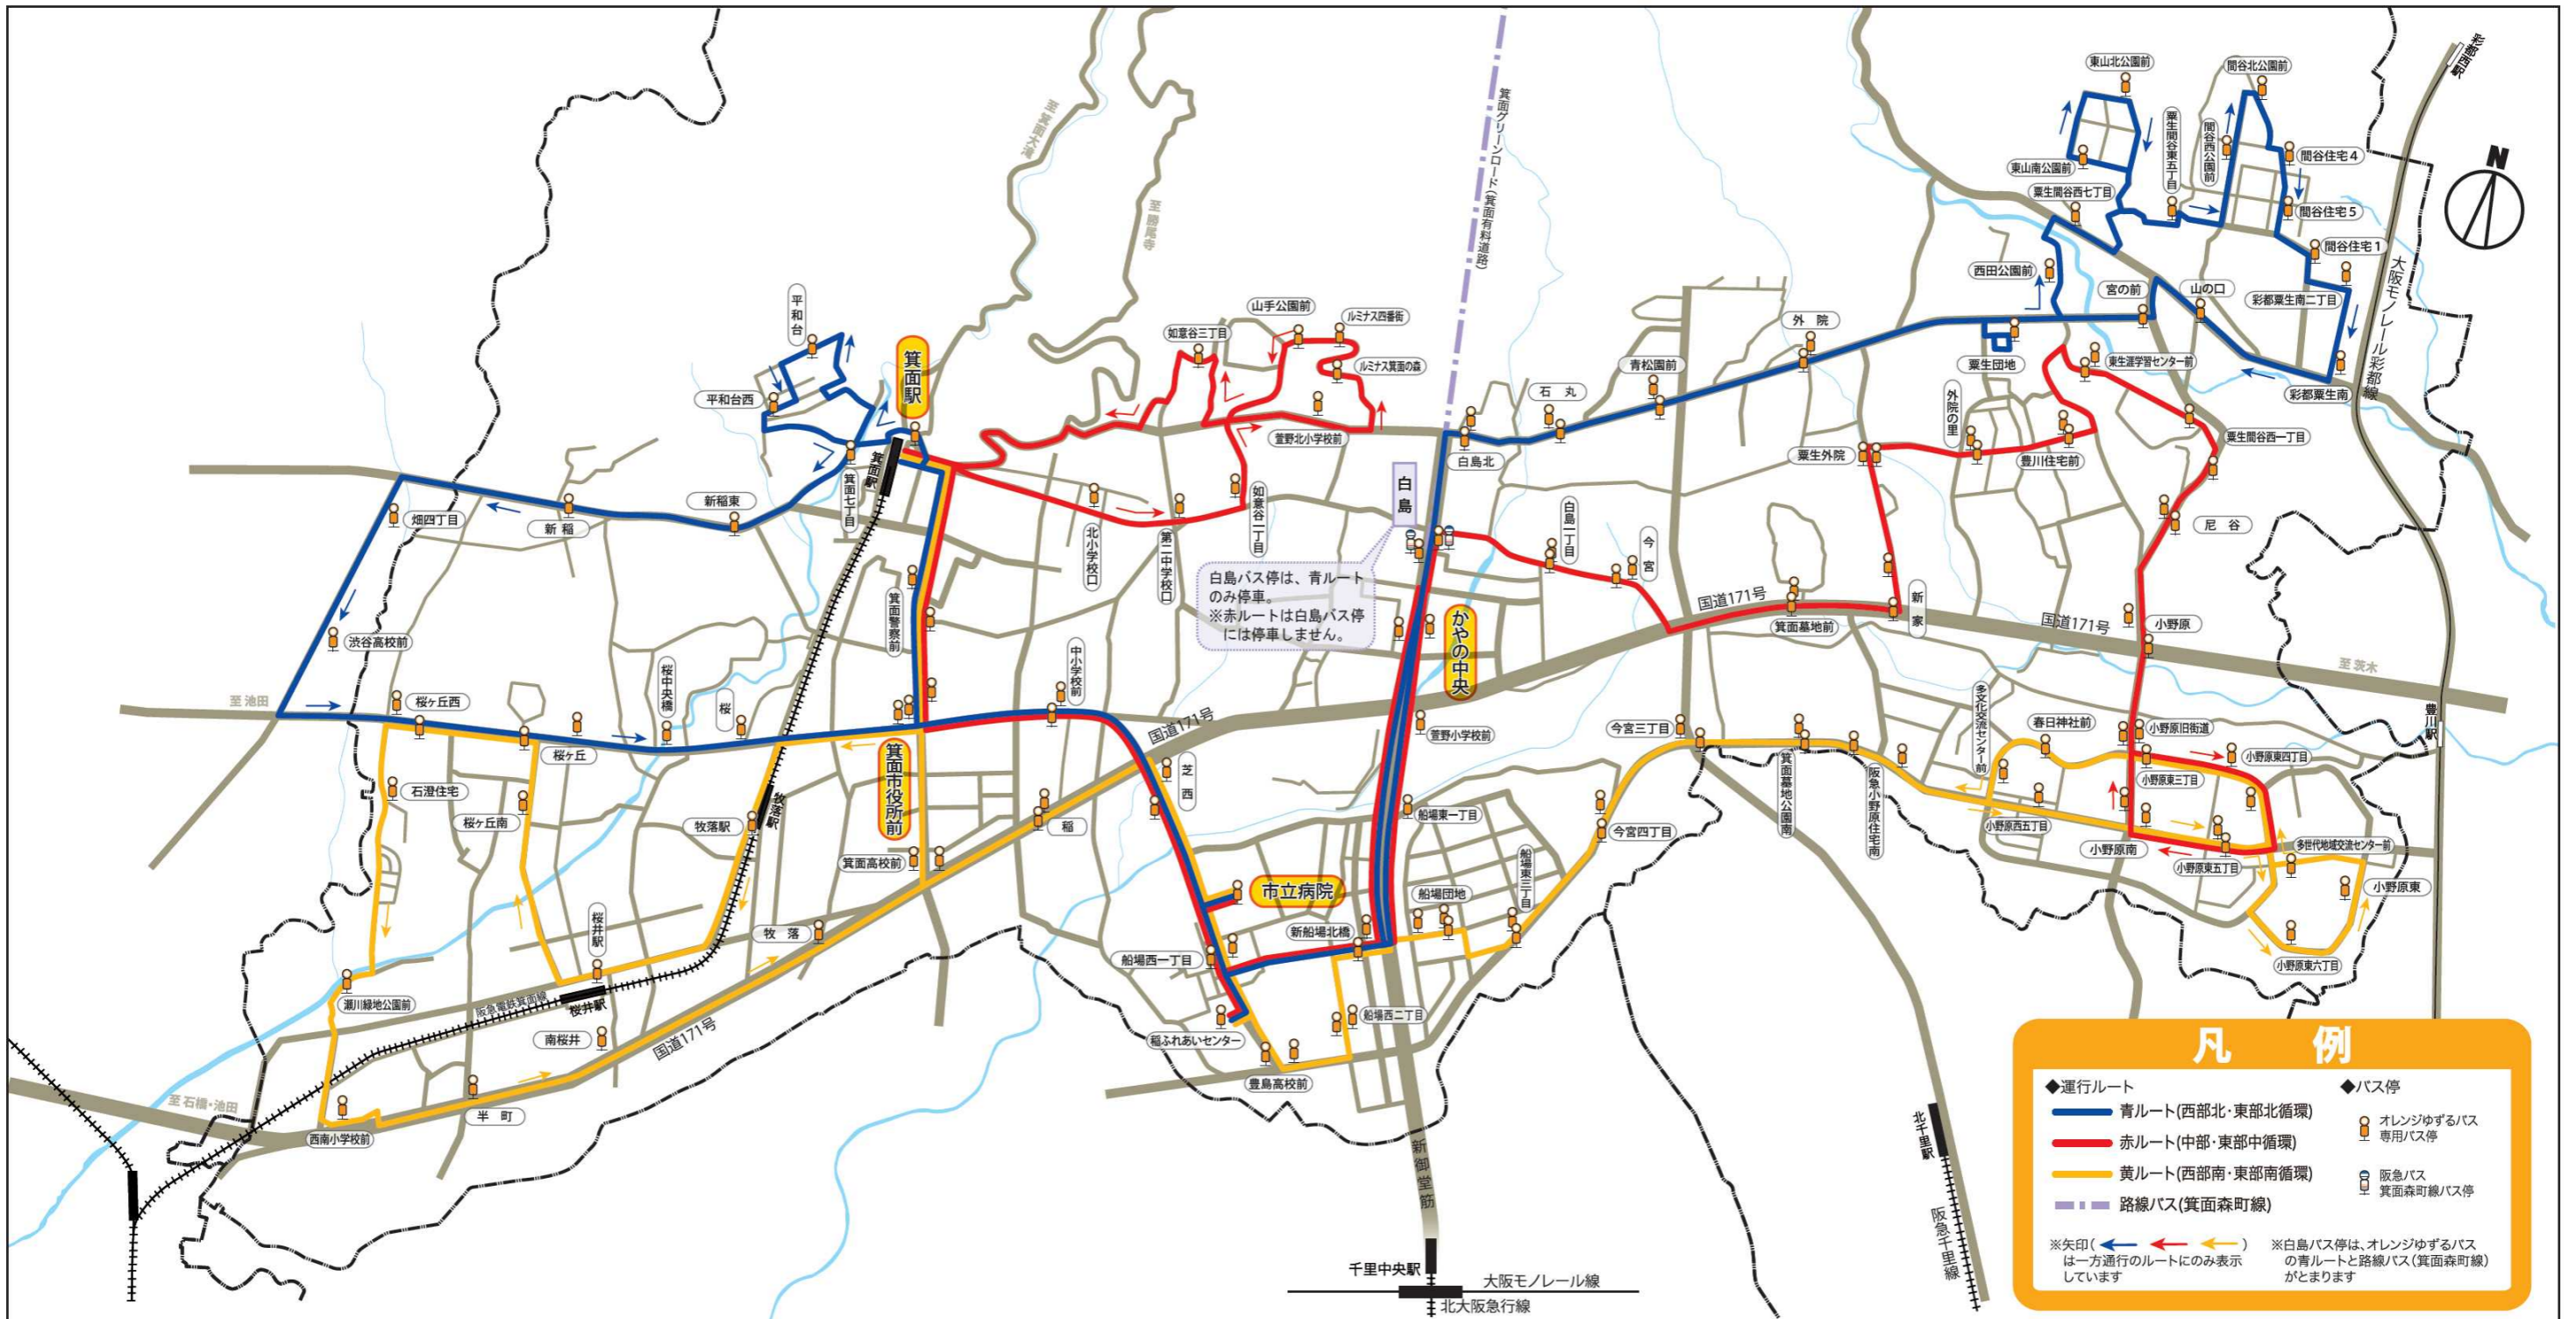 彩都西駅
東山北公園前
間谷北公園前
粟生間谷東五丁目
間谷西公園前
間谷住宅4
東山南公園前
粟生間谷西七丁目
間谷住宅5
間谷住宅1
N
至 箕面大滝
至 勝尾寺
箕面グリーンロード(箕面有料道路)
大阪モノレール彩都線
西田公園前
宮の前
山の口
彩都粟生南二丁目
平和台
山手公園前
ルミナス四番街
如意谷三丁目
箕面駅
ルミナス箕面の森
外 院
青松園前
石 丸
粟生団地
東生涯学習センター前
彩都粟生南
平和台西
外院の里
萱野北小学校前
粟生間谷西一丁目
白島北
粟生外院
豊川住宅前
箕面駅
箕面七丁目
新稲東
新 稲
畑四丁目
北小学校口
第二中学校口
如意谷一丁目
白島
白島一丁目
今宮
尼 谷
白島バス停は、青ルート
のみ停車。
※赤ルートは白島バス停
には停車しません。
箕面警察前
かやの中央
国道171号
箕面墓地前
新家
国道171号
小野原
渋谷高校前
至 茨木
中小学校前
桜中央橋
桜
至 池田
桜ヶ丘西
国道171号
萱野小学校前
今宮三丁目
多文化交流センター前
春日神社前
小野原旧街道
豊川駅
桜ヶ丘
箕面市役所前
芝西
箕面墓地公園南
阪急小野原住宅南
小野原東三丁目
小野原東四丁目
石澄住宅
桜ヶ丘南
牧落駅
牧落駅
稲
船場東一丁目
今宮四丁目
小野原西五丁目
小野原南
多世代地域交流センター前
小野原東五丁目
小野原東
箕面高校前
市立病院
船場団地
船場東三丁目
桜井駅
牧 落
新船場北橋
船場西一丁目
小野原東六丁目
瀬川緑地公園前
阪急電鉄箕面線
桜井駅
船場西二丁目
南桜井
国道171号
稲ふれあいセンター
豊島高校前
至 石橋・池田
半 町
西南小学校前
新御堂筋
北千里駅
阪急千里線
千里中央駅
大阪モノレール線
北大阪急行線
凡 例
◆運行ルート
青ルート(西部北・東部北循環)
赤ルート(中部・東部中循環)
黄ルート(西部南・東部南循環)
路線バス(箕面森町線)
※矢印( )
は一方通行のルートにのみ表示
しています
◆バス停
オレンジゆずるバス
専用バス停
阪急バス
箕面森町線バス停
※白島バス停は、オレンジゆずるバス
の青ルートと路線バス(箕面森町線)
がとまります